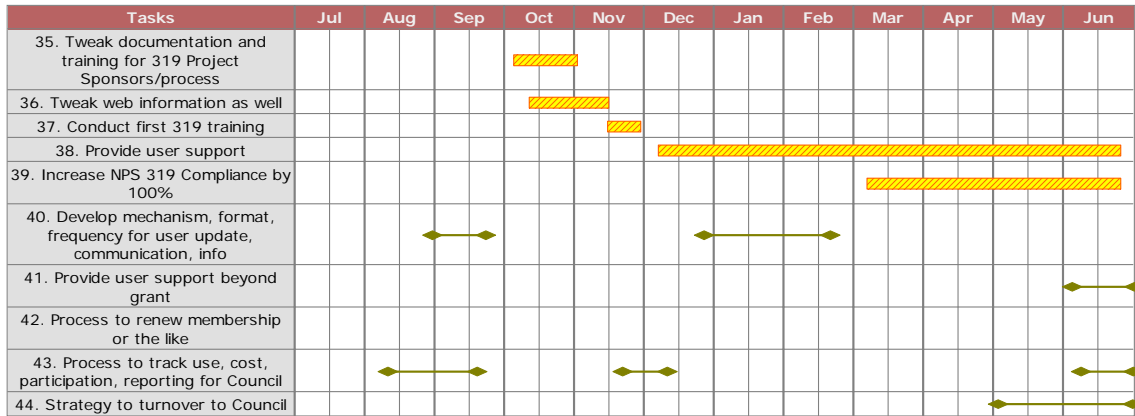 Tasks Jul Aug Sep Oct Nov Dec Jan Feb Mar Apr May Jun
35. Tweak documentation and
training for 319 Project
Sponsors/process
36. Tweak web information as well
37. Conduct first 319 training
38. Provide user support
39. Increase NPS 319 Compliance by
100%
40. Develop mechanism, format,
frequency for user update,
communication, info
41. Provide user support beyond
grant
42. Process to renew membership
or the like
43. Process to track use, cost,
participation, reporting for Council
44. Strategy to turnover to Council